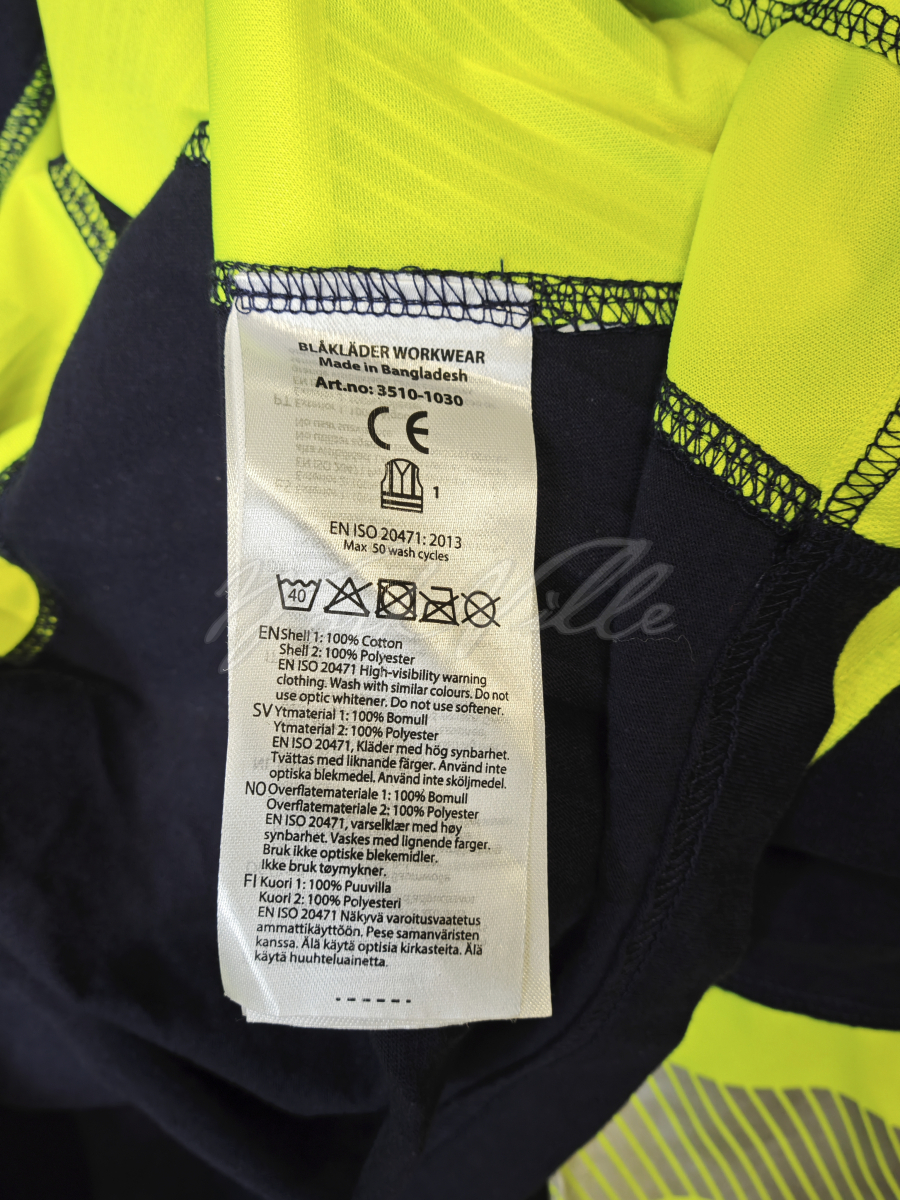 BLÅKLÄDER WORKWEAR
Made in Bangladesh
Art.no: 3510-1030
CE
1
EN ISO 20471: 2013
Max 50 wash cycles
40
EN Shell 1: 100% Cotton
Shell 2: 100% Polyester
EN ISO 20471 High-visibility warning
clothing. Wash with similar colours. Do not
use optic whitener. Do not use softener.
SV Ytmaterial 1: 100% Bomull
Ytmaterial 2: 100% Polyester
EN ISO 20471, Kläder med hög synbarhet.
Tvättas med liknande färger. Använd inte
optiska blekmedel. Använd inte sköljmedel.
NO Overflatemateriale 1: 100% Bomull
Overflatemateriale 2: 100% Polyester
EN ISO 20471, varselklær med høy
synbarhet. Vaskes med lignende farger.
Bruk ikke optiske blekemidler.
Ikke bruk tøymykner.
FI Kuori 1: 100% Puuvilla
Kuori 2: 100% Polyesteri
EN ISO 20471 Näkyvä varoitusvaatetus
ammattikäyttöön. Pese samanväristen
kanssa. Älä käytä optisia kirkasteita. Älä
käytä huuhteluainetta.